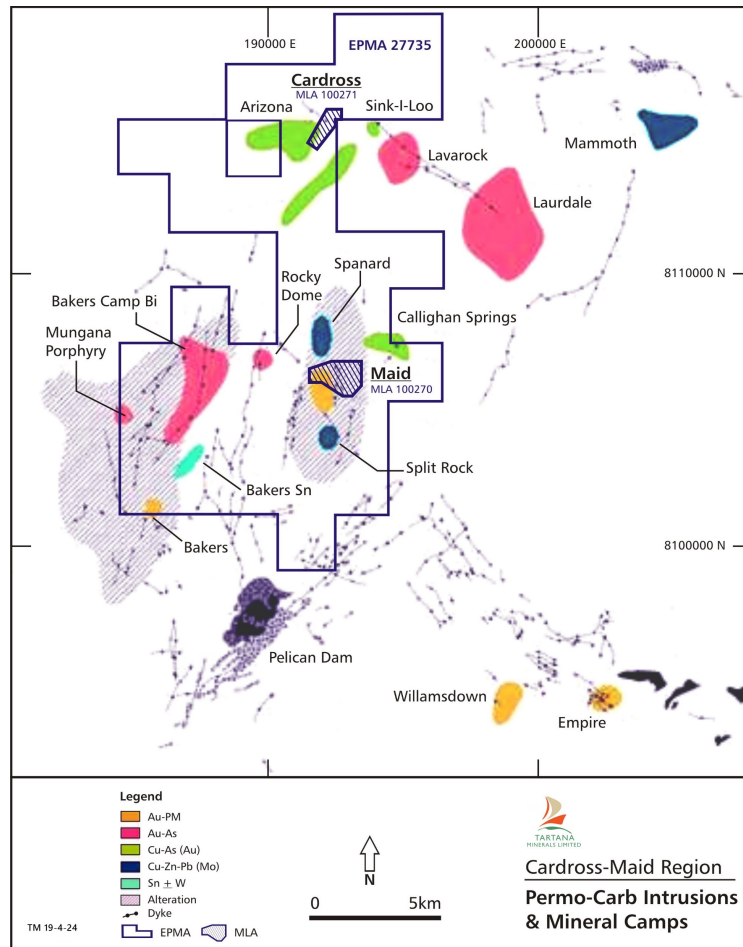 190000 E
200000 E
EPMA 27735
Cardross
MLA 100271
Arizona
Sink-I-Loo
Mammoth
Lavarock
Laurdale
8110000 N
Spanard
Rocky
Dome
Bakers Camp Bi
Callighan Springs
Mungana
Porphyry
Maid
MLA 100270
Split Rock
Bakers Sn
Bakers
8100000 N
Pelican Dam
Willamsdown
Empire
Legend
Au-PM
Au-As
Cu-As (Au)
Cu-Zn-Pb (Mo)
Sn ± W
Alteration
Dyke
EPMA
MLA
TM 19-4-24
N
0 5km
TARTANA
MINERALS LIMITED
Cardross-Maid Region
Permo-Carb Intrusions
& Mineral Camps